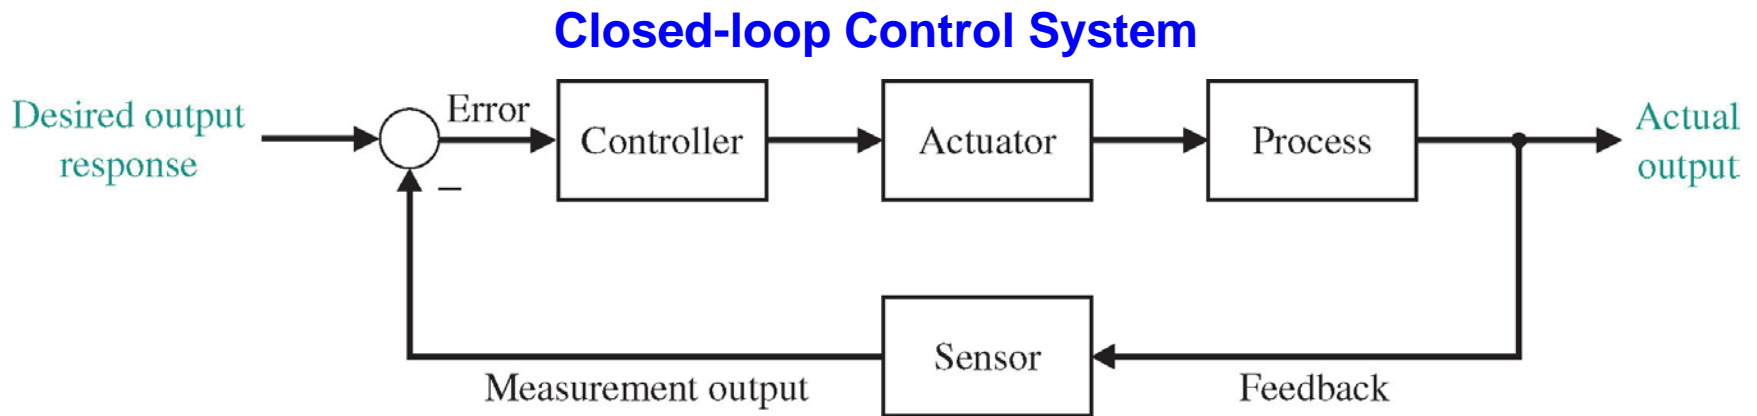 Closed-loop Control System
Desired output
response
Error
Controller
Actuator
Process
Actual
output
−
Sensor
Measurement output
Feedback